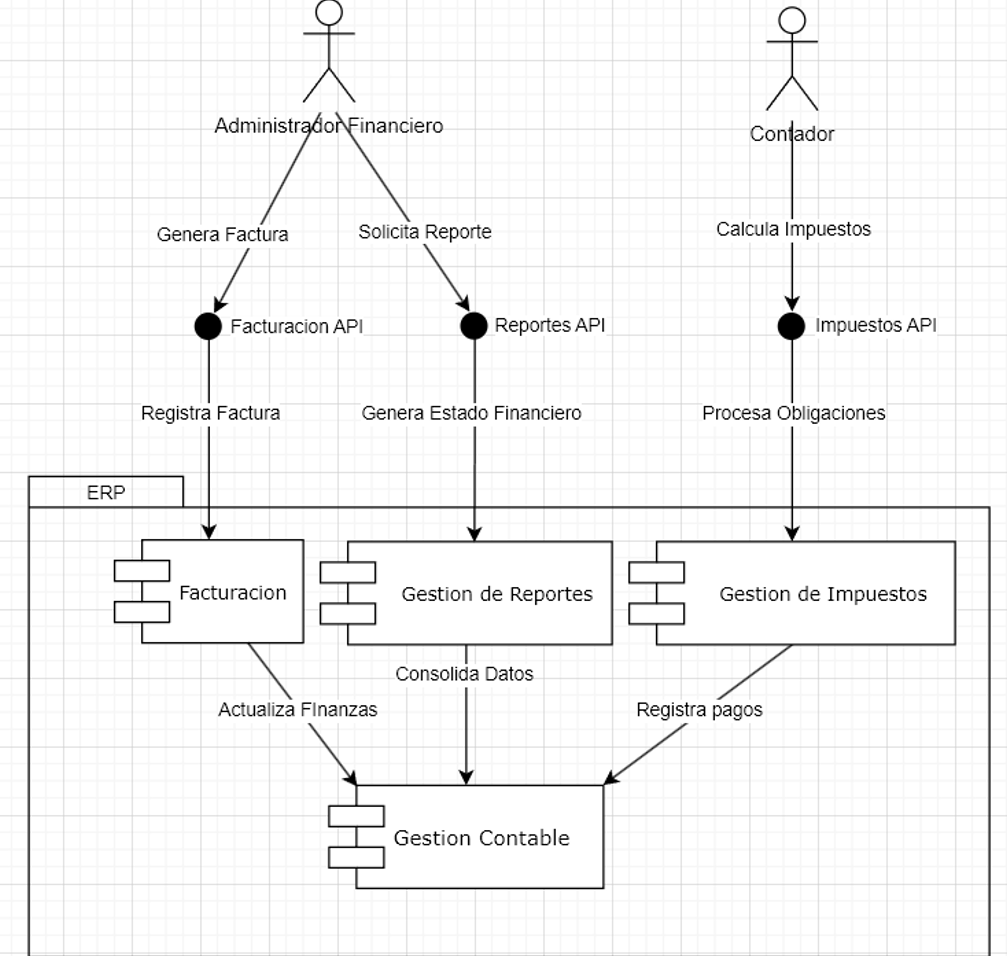 Administrador Financiero
Contador
Genera Factura
Solicita Reporte
Calcula Impuestos
Facturacion API
Reportes API
Impuestos API
Registra Factura
Genera Estado Financiero
Procesa Obligaciones
ERP
Facturacion
Gestion de Reportes
Gestion de Impuestos
Consolida Datos
Actualiza FInanzas
Registra pagos
Gestion Contable